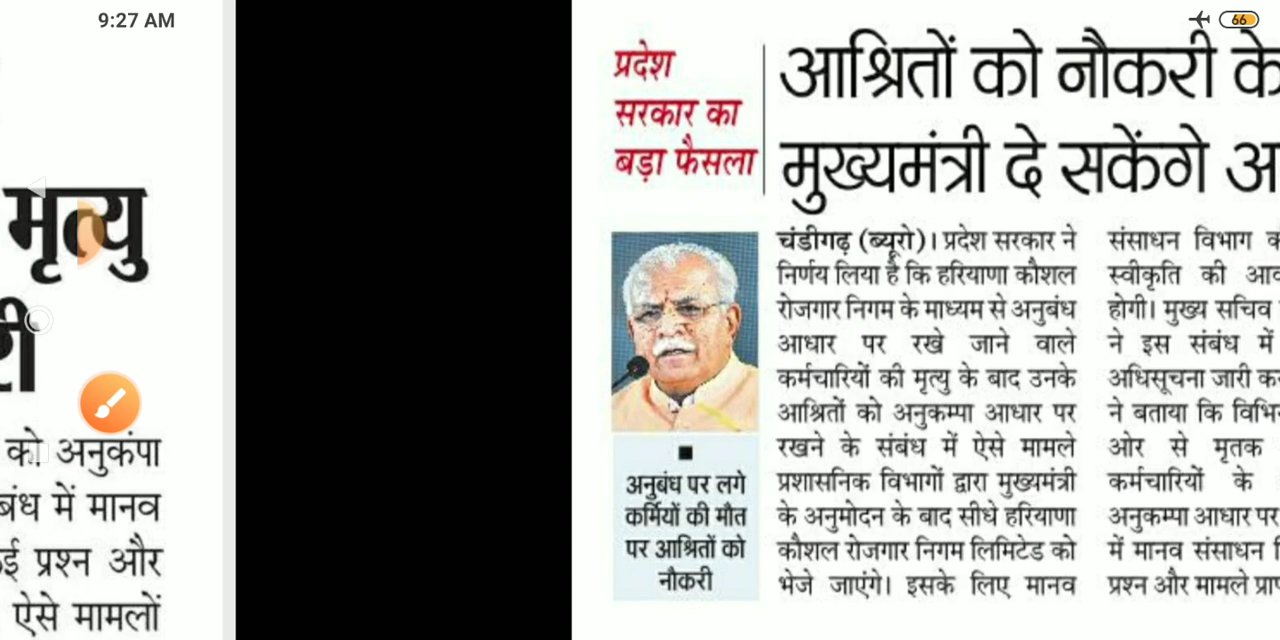 9:27 AM
66
मृत्यु
को अनुकंपा
में मानव
प्रश्न और
ऐसे मामलों
प्रदेश
सरकार का
बड़ा फैसला
आश्रितों को नौकरी के
मुख्यमंत्री दे सकेंगे
अनुबंध पर लगे
कर्मियों की मौत
पर आश्रितों को
नौकरी
चंडीगढ़ (ब्यूरो)। प्रदेश सरकार ने
निर्णय लिया है कि हरियाणा कौशल
रोजगार निगम के माध्यम से अनुबंध
आधार पर रखे जाने वाले
कर्मचारियों की मृत्यु के बाद उनके
आश्रितों को अनुकम्पा आधार पर
रखने के संबंध में ऐसे मामले
प्रशासनिक विभागों द्वारा मुख्यमंत्री
के अनुमोदन के बाद सीधे हरियाणा
कौशल रोजगार निगम लिमिटेड को
भेजे जाएंगे। इसके लिए मानव
संसाधन विभाग
स्वीकृति की
होगी। मुख्य सचिव
ने इस संबंध में
अधिसूचना जारी
ने बताया कि
ओर से मृतक
कर्मचारियों के
अनुकम्पा आधार पर
में मानव संसाधन
प्रश्न और मामले